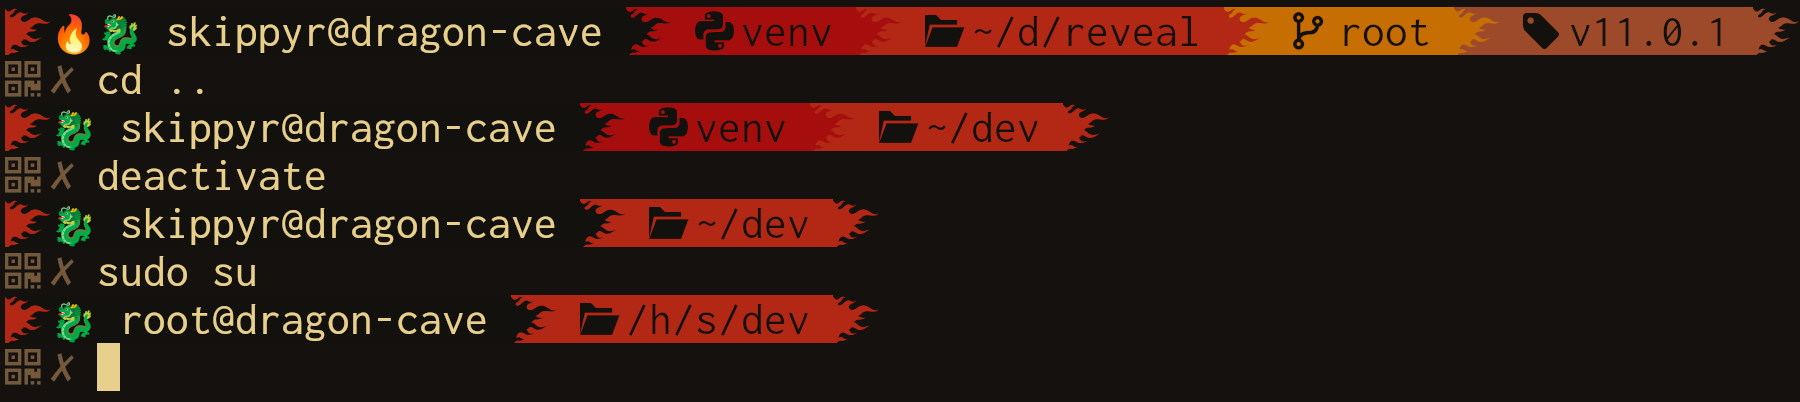 skippyr@dragon-cave venv ~/d/reveal root v11.0.1
✗ cd ..
skippyr@dragon-cave venv ~/dev
✗ deactivate
skippyr@dragon-cave ~/dev
✗ sudo su
root@dragon-cave /h/s/dev
✗